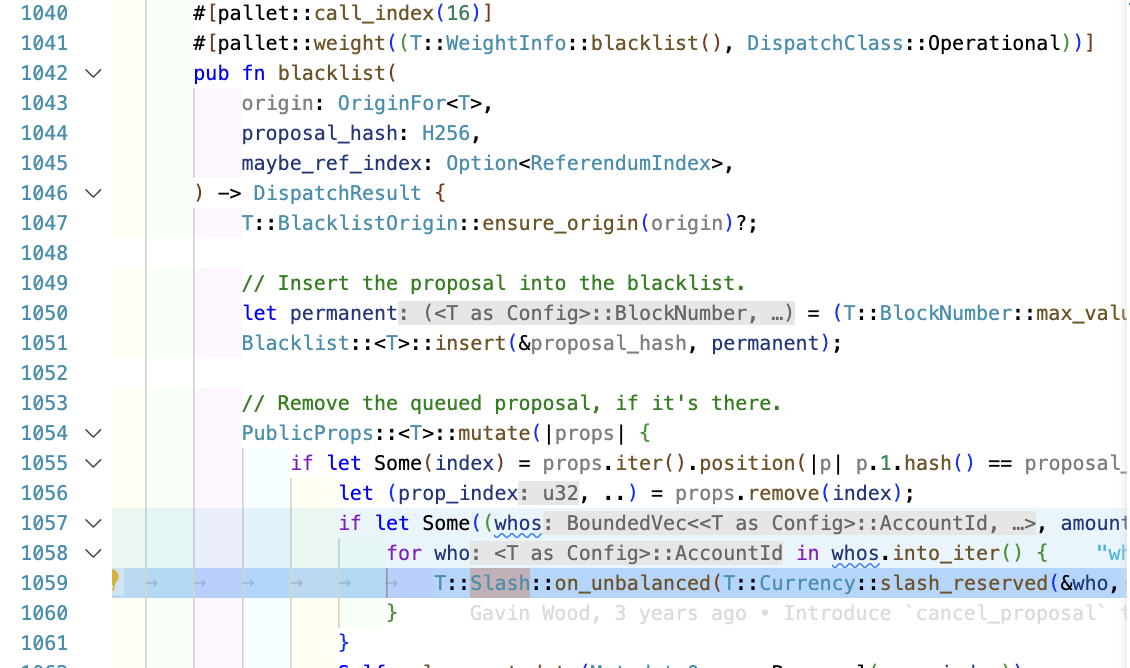 1040 #[pallet::call_index(16)]
1041 #[pallet::weight((T::WeightInfo::blacklist(), DispatchClass::Operational))]
1042 pub fn blacklist(
1043 origin: OriginFor<T>,
1044 proposal_hash: H256,
1045 maybe_ref_index: Option<ReferendumIndex>,
1046 ) -> DispatchResult {
1047 T::BlacklistOrigin::ensure_origin(origin)?;
1048
1049 // Insert the proposal into the blacklist.
1050 let permanent: (<T as Config>::BlockNumber, …) = (T::BlockNumber::max_valu
1051 Blacklist::<T>::insert(&proposal_hash, permanent);
1052
1053 // Remove the queued proposal, if it's there.
1054 PublicProps::<T>::mutate(|props| {
1055 if let Some(index) = props.iter().position(|p| p.1.hash() == proposal_
1056 let (prop_index: u32, ..) = props.remove(index);
1057 if let Some((whos: BoundedVec<<T as Config>::AccountId, …>, amount
1058 for who: <T as Config>::AccountId in whos.into_iter() { "wh
1059 T::Slash::on_unbalanced(T::Currency::slash_reserved(&who,
1060 } Gavin Wood, 3 years ago • Introduce `cancel_proposal` t
1061 }